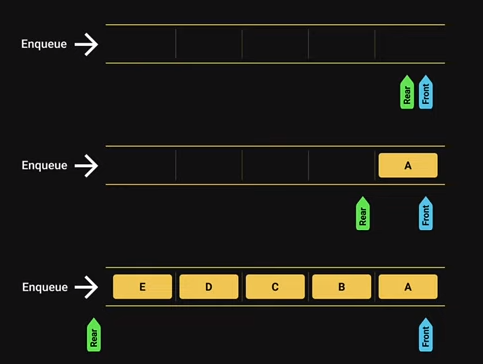 Enqueue
Rear Front
Enqueue A
Rear Front
Enqueue E D C B A
Rear Front